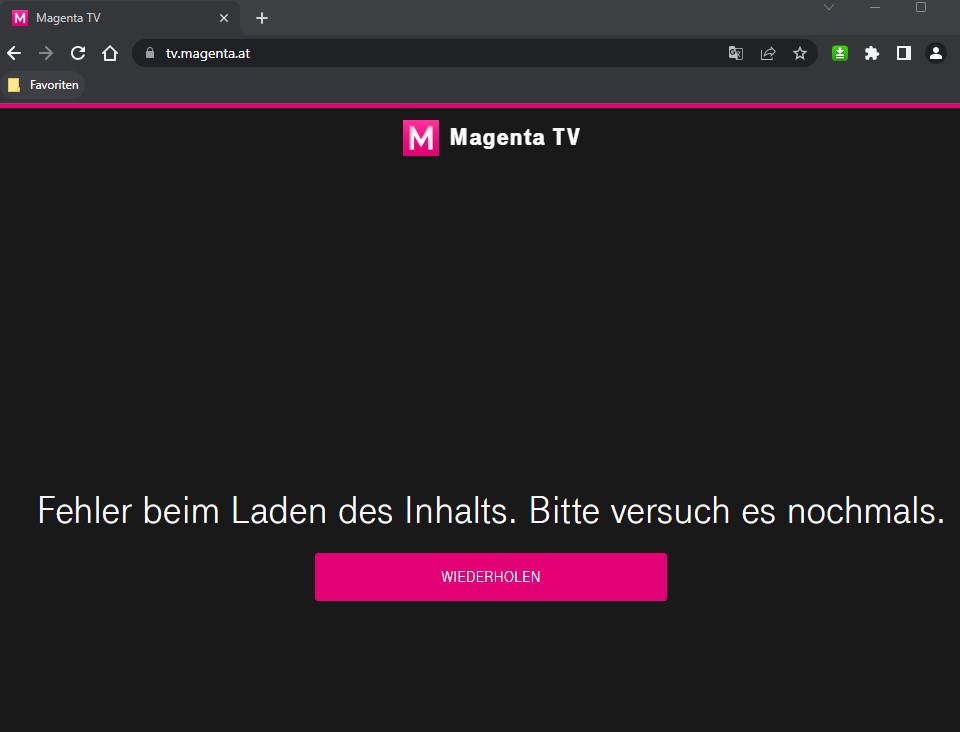 Magenta TV
tv.magenta.at
Favoriten
M Magenta TV
Fehler beim Laden des Inhalts. Bitte versuch es nochmals.
WIEDERHOLEN